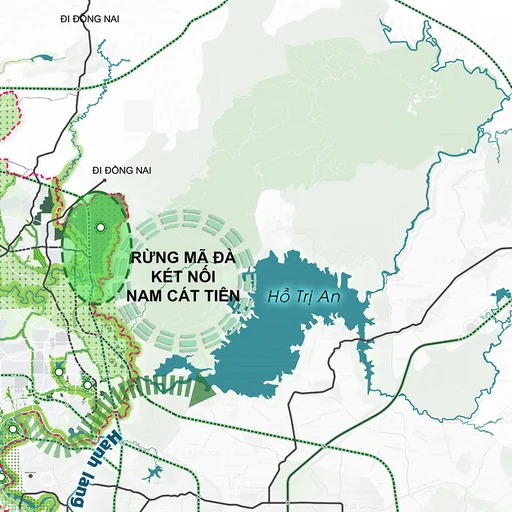 ĐI ĐỒNG NAI
ĐI ĐỒNG NAI
RỪNG MÃ ĐÀ
KẾT NỐI
NAM CÁT TIÊN
Hồ Trị An
Hành lang